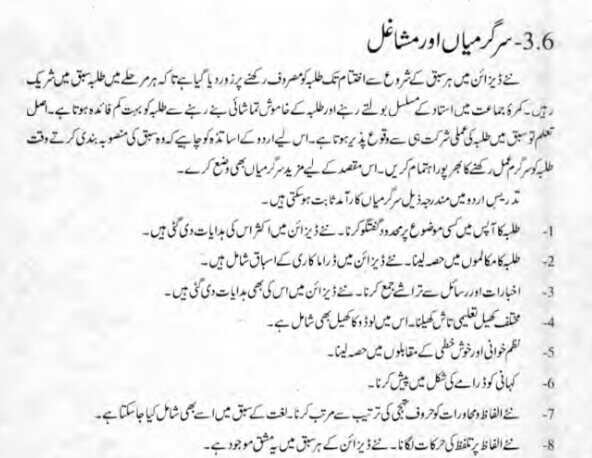 3.6- سرگرمیاں اور مشاغل
نئے ڈیزائن میں ہر سبق کے شروع سے اختتام تک طلبہ کو مصروف رکھنے پر زور دیا گیا ہے تاکہ ہر مرحلے میں طلبہ سبق میں شریک
رہیں۔ کمرۂ جماعت میں استاد کے مسلسل بولتے رہنے اور طلبہ کے خاموش تماشائی بنے رہنے سے طلبہ کو بہت کم فائدہ ہوتا ہے۔ اصل
تعلم تو سبق میں طلبہ کی عملی شرکت ہی سے وقوع پذیر ہوتا ہے۔ اس لیے اردو کے اساتذہ کو چاہیے کہ وہ سبق کی منصوبہ بندی کرتے وقت
طلبہ کو سرگرم عمل رکھنے کا بھرپور اہتمام کریں۔ اس مقصد کے لیے مزید سرگرمیاں بھی وضع کرے۔
تدریس اردو میں مندرجہ ذیل سرگرمیاں کارآمد ثابت ہو سکتی ہیں۔
1- طلبہ کا آپس میں کسی موضوع پر محدود گفتگو کرنا۔ نئے ڈیزائن میں اکثر اس کی ہدایات دی گئی ہیں۔
2- طلبہ کا مکالموں میں حصہ لینا۔ نئے ڈیزائن میں ڈراما کاری کے اسباق شامل ہیں۔
3- اخبارات اور رسائل سے تراشے جمع کرنا۔ نئے ڈیزائن میں اس کی بھی ہدایات دی گئی ہیں۔
4- مختلف کھیل تعلیمی تاش کھیلنا۔ اس میں لوڈو کا کھیل بھی شامل ہے۔
5- نظم خوانی اور خوش خطی کے مقابلوں میں حصہ لینا۔
6- کہانی کو ڈرامے کی شکل میں پیش کرنا۔
7- نئے الفاظ و محاورات کو حروف تہجی کی ترتیب سے مرتب کرنا۔ لغت کے سبق میں اسے بھی شامل کیا جا سکتا ہے۔
8- نئے الفاظ پر تلفظ کی حرکات لگانا۔ نئے ڈیزائن کے ہر سبق میں یہ مشق موجود ہے۔